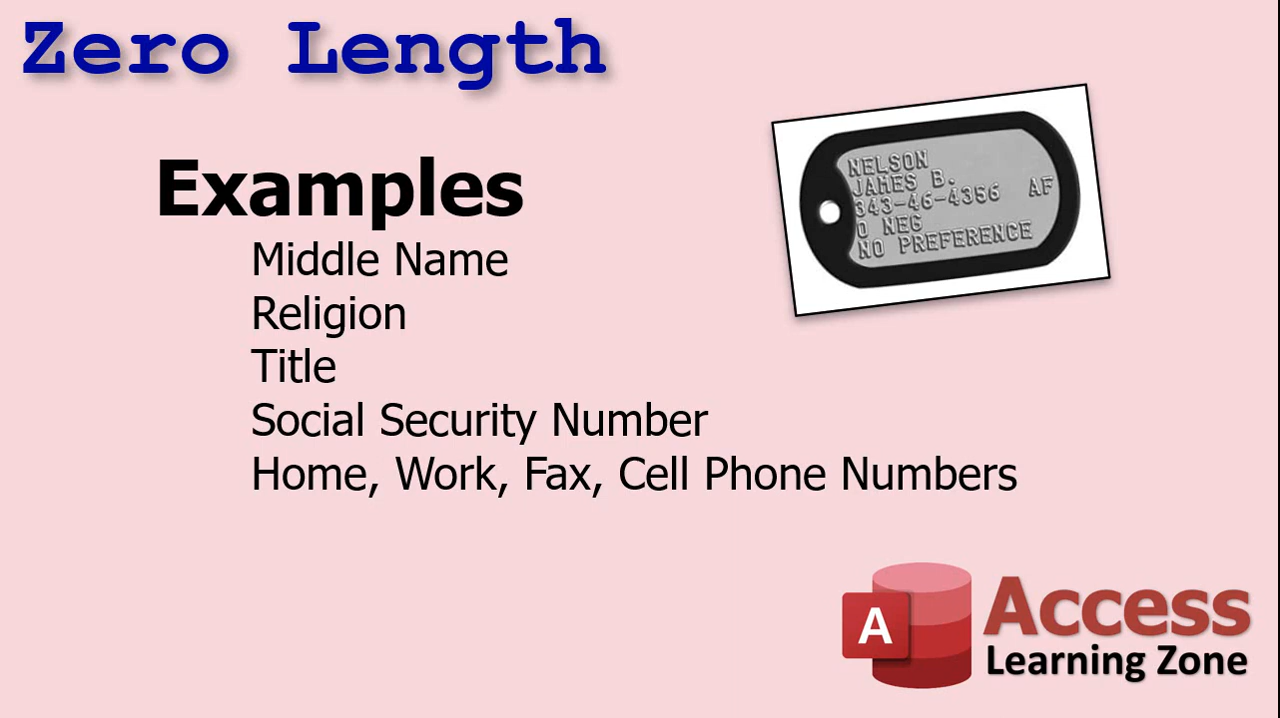 Zero Length
Examples
Middle Name
Religion
Title
Social Security Number
Home, Work, Fax, Cell Phone Numbers
NELSON
JAMES B.
343-46-4356 AF
O NEG
NO PREFERENCE
A
Access
Learning Zone